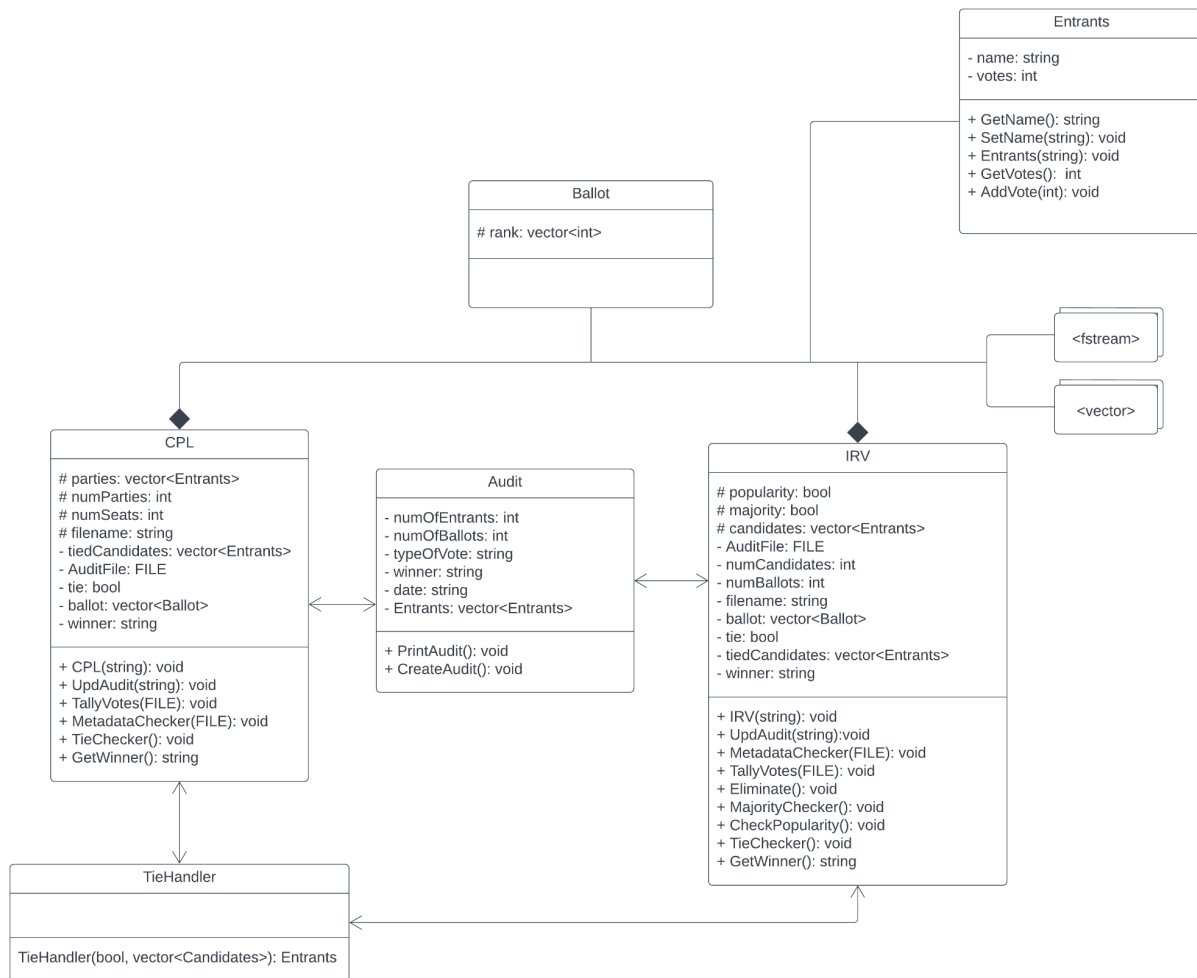 Entrants
- name: string
- votes: int
+ GetName(): string
+ SetName(string): void
+ Entrants(string): void
+ GetVotes():  int
+ AddVote(int): void
Ballot
# rank: vector<int>
<fstream>
<vector>
CPL
# parties: vector<Entrants>
# numParties: int
# numSeats: int
# filename: string
- tiedCandidates: vector<Entrants>
- AuditFile: FILE
- tie: bool
- ballot: vector<Ballot>
- winner: string
+ CPL(string): void
+ UpdAudit(string): void
+ TallyVotes(FILE): void
+ MetadataChecker(FILE): void
+ TieChecker(): void
+ GetWinner(): string
Audit
- numOfEntrants: int
- numOfBallots: int
- typeOfVote: string
- winner: string
- date: string
- Entrants: vector<Entrants>
+ PrintAudit(): void
+ CreateAudit(): void
IRV
# popularity: bool
# majority: bool
# candidates: vector<Entrants>
- AuditFile: FILE
- numCandidates: int
- numBallots: int
- filename: string
- ballot: vector<Ballot>
- tie: bool
- tiedCandidates: vector<Entrants>
- winner: string
+ IRV(string): void
+ UpdAudit(string):void
+ MetadataChecker(FILE): void
+ TallyVotes(FILE): void
+ Eliminate(): void
+ MajorityChecker(): void
+ CheckPopularity(): void
+ TieChecker(): void
+ GetWinner(): string
TieHandler
TieHandler(bool, vector<Candidates>): Entrants